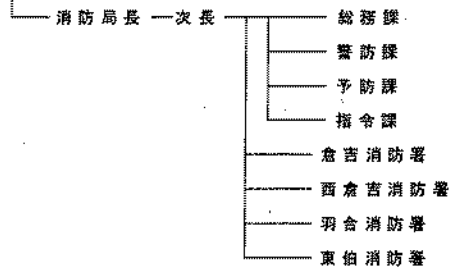 消防局長 次長 総務課
警防課
予防課
指令課
倉吉消防署
西倉吉消防署
羽合消防署
東伯消防署